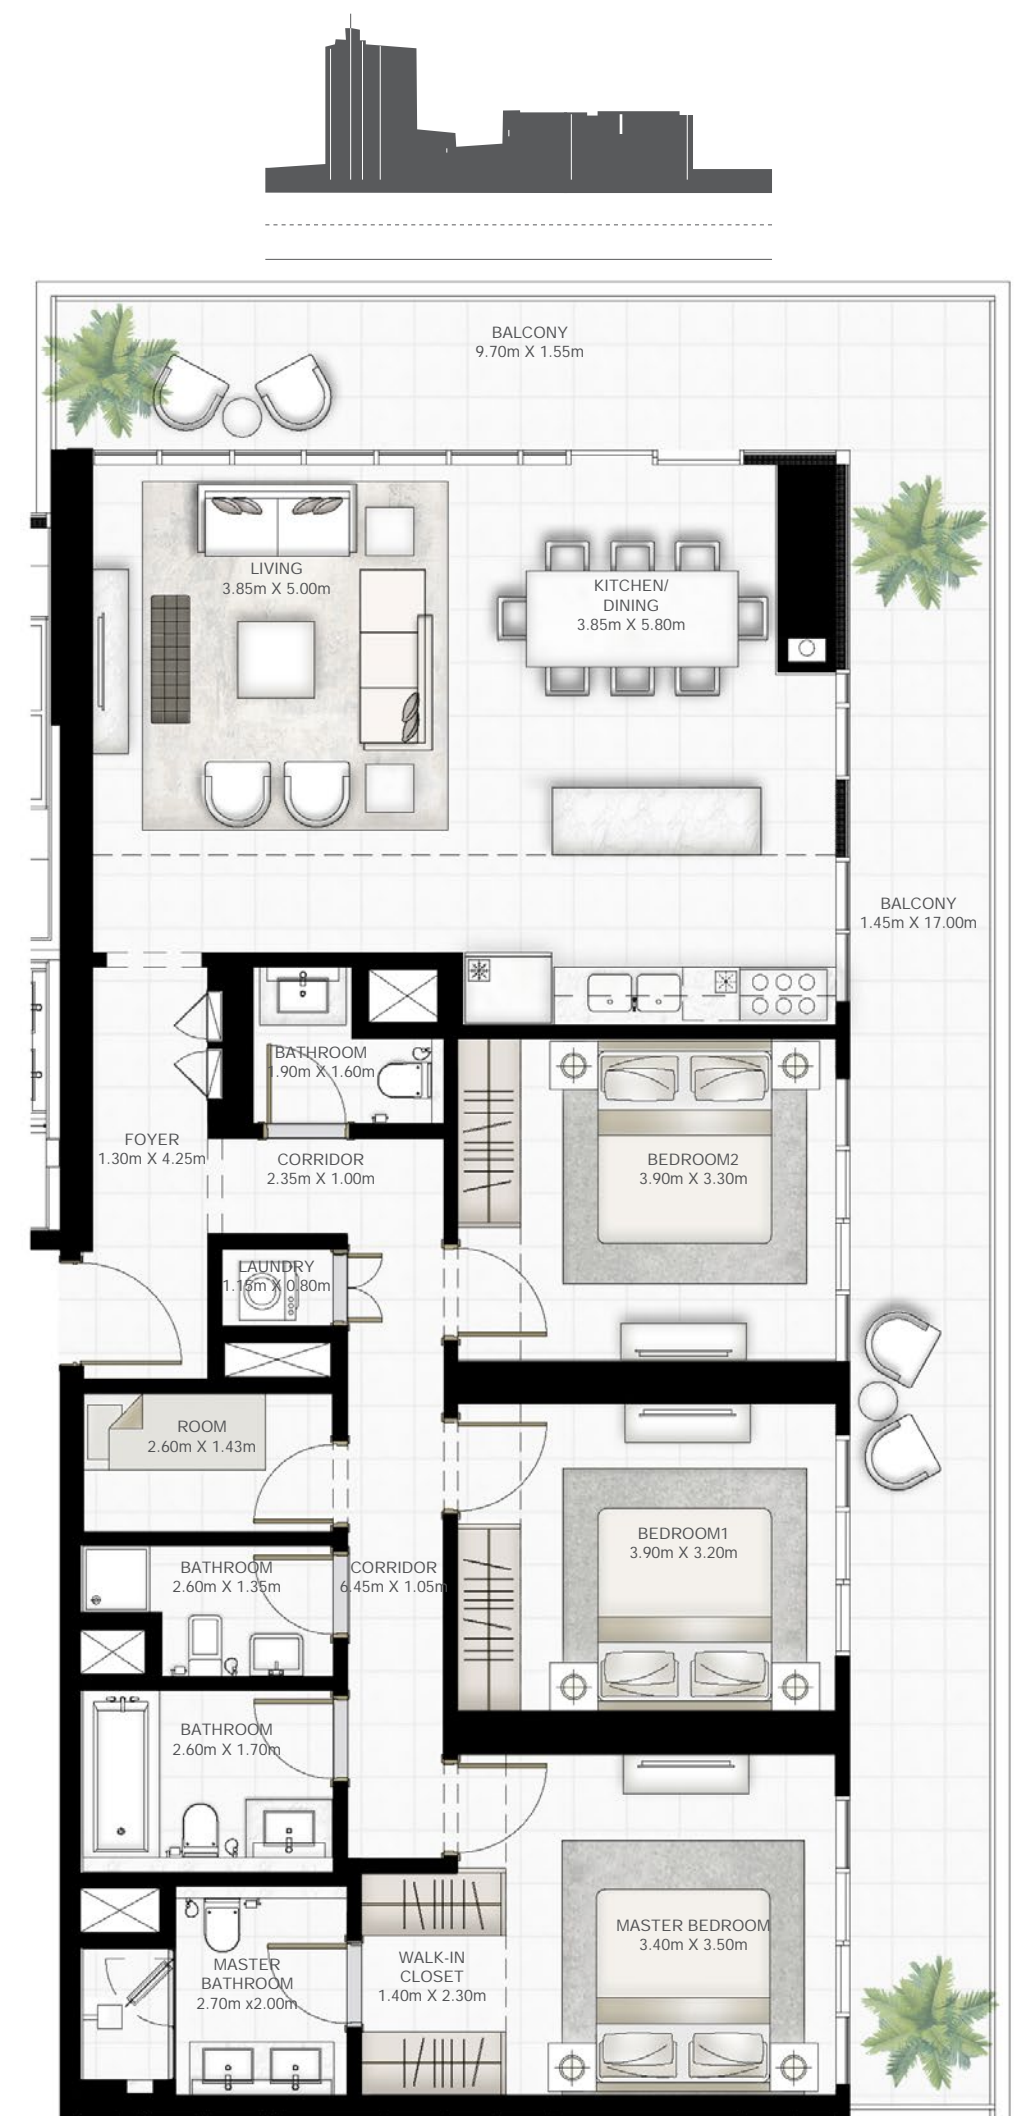 BALCONY
9.70m X 1.55m
LIVING
3.85m X 5.00m
KITCHEN/
DINING
3.85m X 5.80m
BALCONY
1.45m X 17.00m
BATHROOM
1.90m X 1.60m
FOYER
1.30m X 4.25m
CORRIDOR
2.35m X 1.00m
BEDROOM2
3.90m X 3.30m
LAUNDRY
1.15m X 0.80m
ROOM
2.60m X 1.43m
BEDROOM1
3.90m X 3.20m
BATHROOM
2.60m X 1.35m
CORRIDOR
6.45m X 1.05m
BATHROOM
2.60m X 1.70m
MASTER BEDROOM
3.40m X 3.50m
WALK-IN
CLOSET
1.40m X 2.30m
MASTER
BATHROOM
2.70m x2.00m